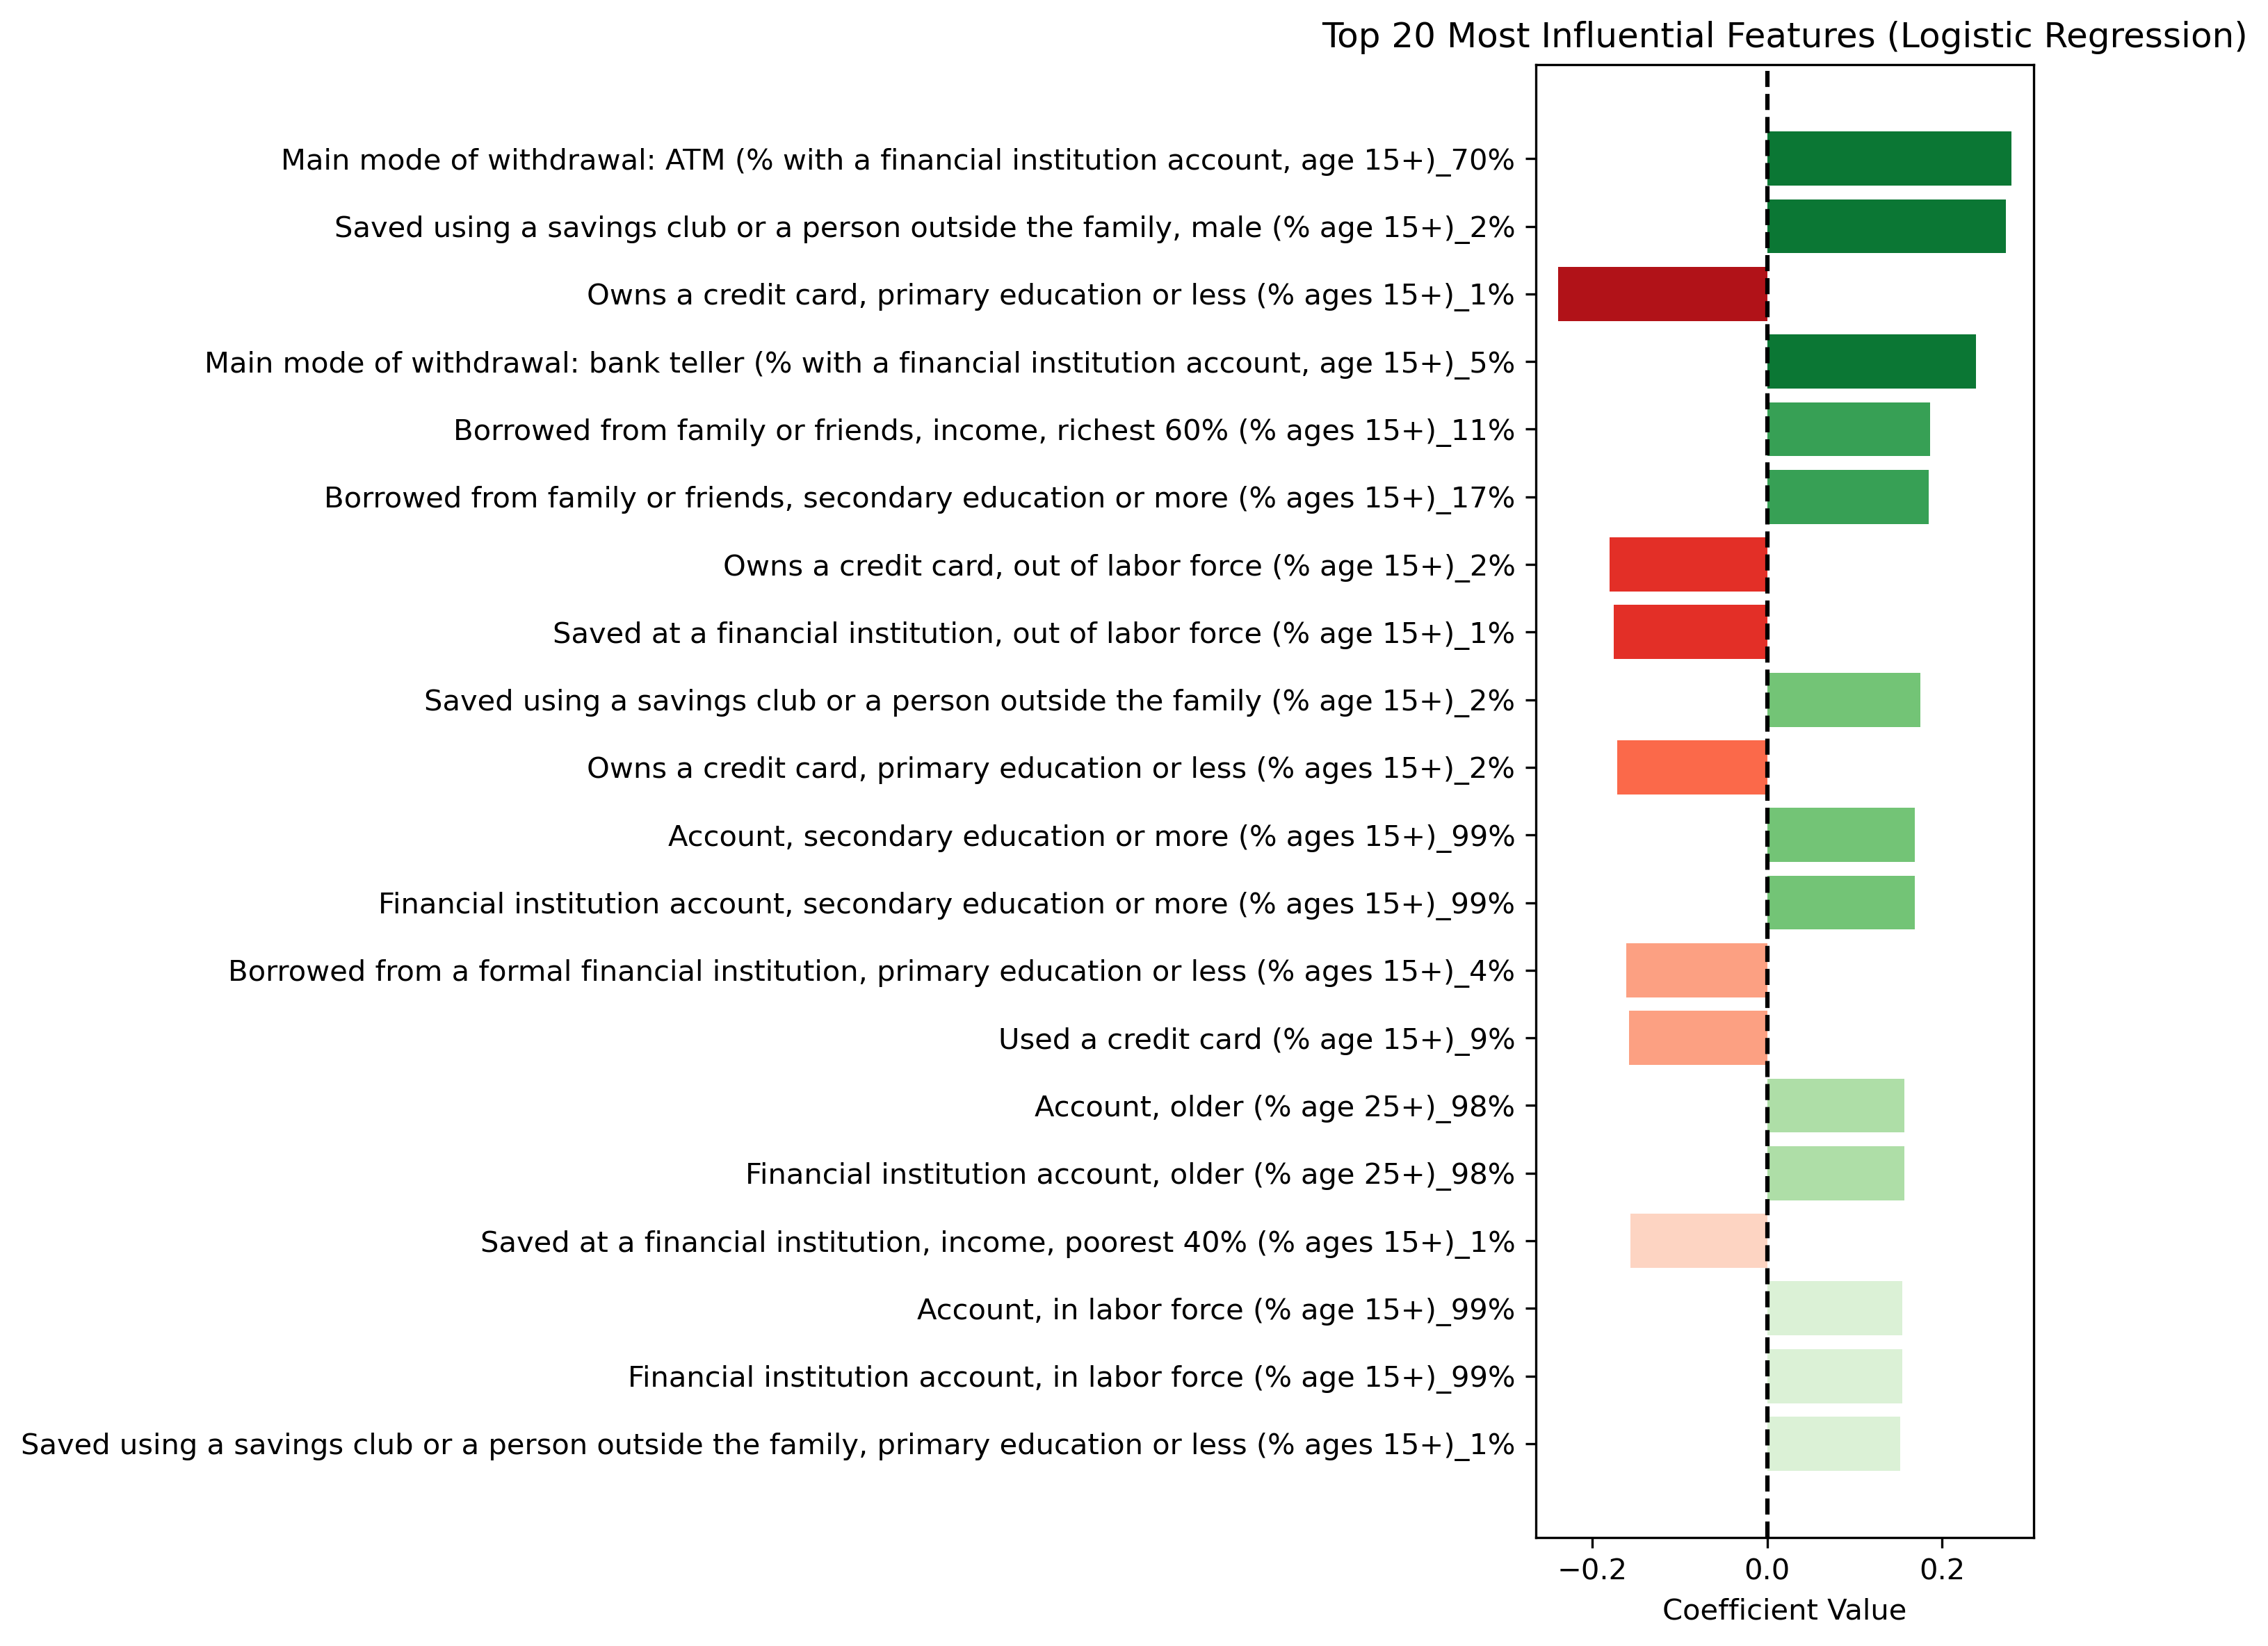 Top 20 Most Influential Features (Logistic Regression)
Main mode of withdrawal: ATM (% with a financial institution account, age 15+)_70%
Saved using a savings club or a person outside the family, male (% age 15+)_2%
Owns a credit card, primary education or less (% ages 15+)_1%
Main mode of withdrawal: bank teller (% with a financial institution account, age 15+)_5%
Borrowed from family or friends, income, richest 60% (% ages 15+)_11%
Borrowed from family or friends, secondary education or more (% ages 15+)_17%
Owns a credit card, out of labor force (% age 15+)_2%
Saved at a financial institution, out of labor force (% age 15+)_1%
Saved using a savings club or a person outside the family (% age 15+)_2%
Owns a credit card, primary education or less (% ages 15+)_2%
Account, secondary education or more (% ages 15+)_99%
Financial institution account, secondary education or more (% ages 15+)_99%
Borrowed from a formal financial institution, primary education or less (% ages 15+)_4%
Used a credit card (% age 15+)_9%
Account, older (% age 25+)_98%
Financial institution account, older (% age 25+)_98%
Saved at a financial institution, income, poorest 40% (% ages 15+)_1%
Account, in labor force (% age 15+)_99%
Financial institution account, in labor force (% age 15+)_99%
Saved using a savings club or a person outside the family, primary education or less (% ages 15+)_1%
−0.2 0.0 0.2
Coefficient Value